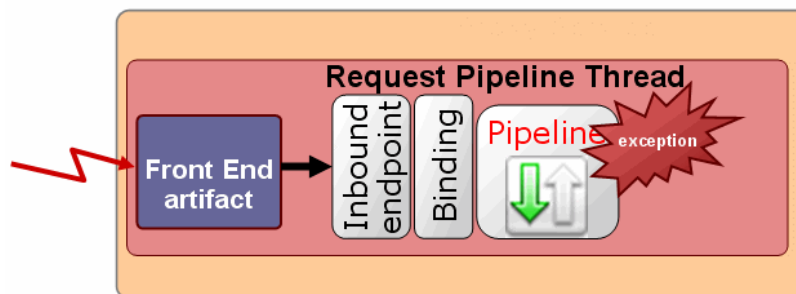 Request Pipeline Thread
Front End
artifact
Inbound
endpoint
Binding
Pipeline
exception